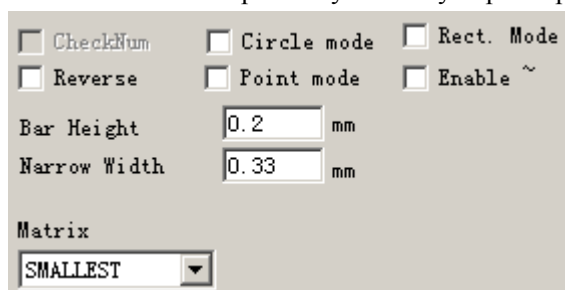 CheckNum Circle mode Rect. Mode
Reverse Point mode Enable ~
Bar Height 0.2 mm
Narrow Width 0.33 mm
Matrix
SMALLEST